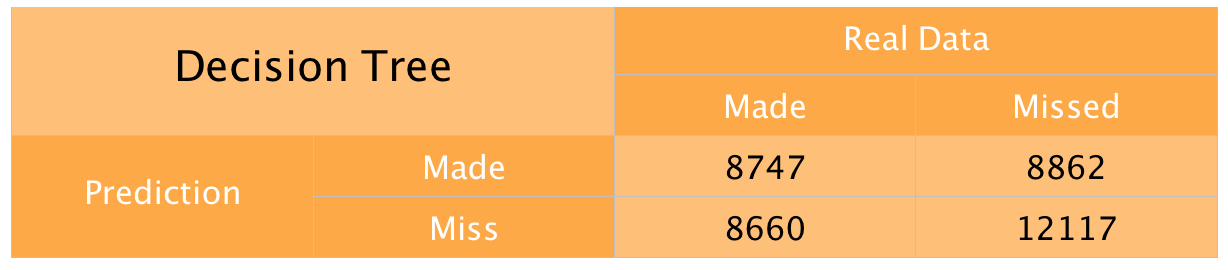 Decision Tree
Real Data
Made
Missed
Prediction
Made
8747
8862
Miss
8660
12117